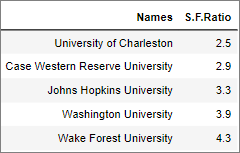 Names S.F.Ratio
University of Charleston 2.5
Case Western Reserve University 2.9
Johns Hopkins University 3.3
Washington University 3.9
Wake Forest University 4.3